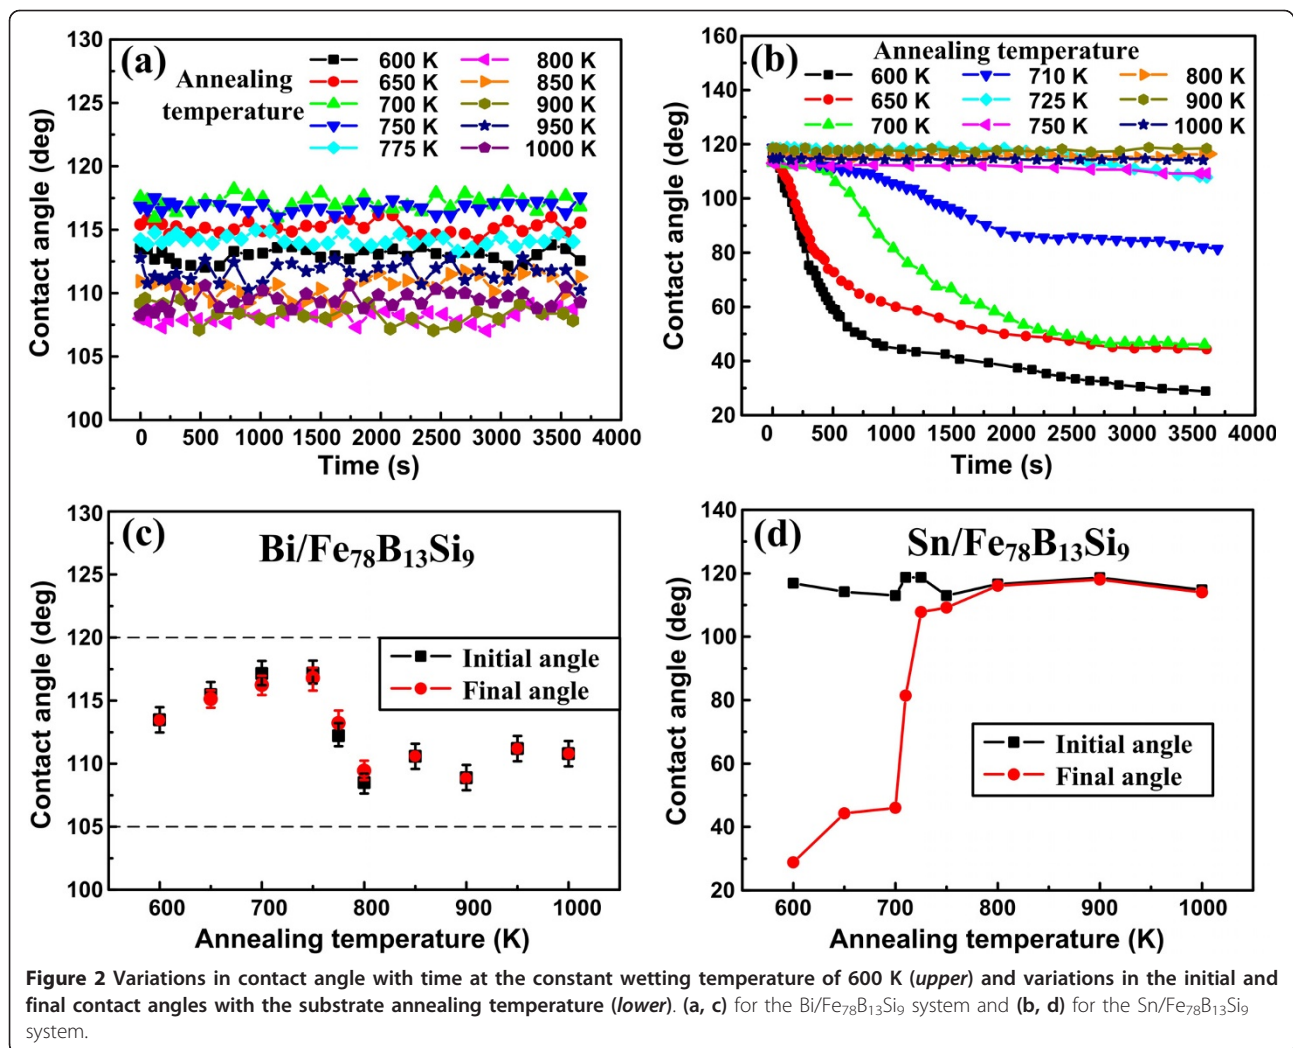 (a)
Annealing
temperature
600 K
650 K
700 K
750 K
775 K
800 K
850 K
900 K
950 K
1000 K
130
125
120
115
110
105
100
Contact angle (deg)
0 500 1000 1500 2000 2500 3000 3500 4000
Time (s)
(b)
Annealing temperature
600 K
650 K
700 K
710 K
725 K
750 K
800 K
900 K
1000 K
160
140
120
100
80
60
40
20
Contact angle (deg)
0 500 1000 1500 2000 2500 3000 3500 4000
Time (s)
(c)
Bi/Fe₇₈B₁₃Si₉
Initial angle
Final angle
130
125
120
115
110
105
100
Contact angle (deg)
600 700 800 900 1000
Annealing temperature (K)
(d)
Sn/Fe₇₈B₁₃Si₉
Initial angle
Final angle
140
120
100
80
60
40
20
Contact angle (deg)
600 700 800 900 1000
Annealing temperature (K)
Figure 2 Variations in contact angle with time at the constant wetting temperature of 600 K (upper) and variations in the initial and
final contact angles with the substrate annealing temperature (lower). (a, c) for the Bi/Fe₇₈B₁₃Si₉ system and (b, d) for the Sn/Fe₇₈B₁₃Si₉
system.